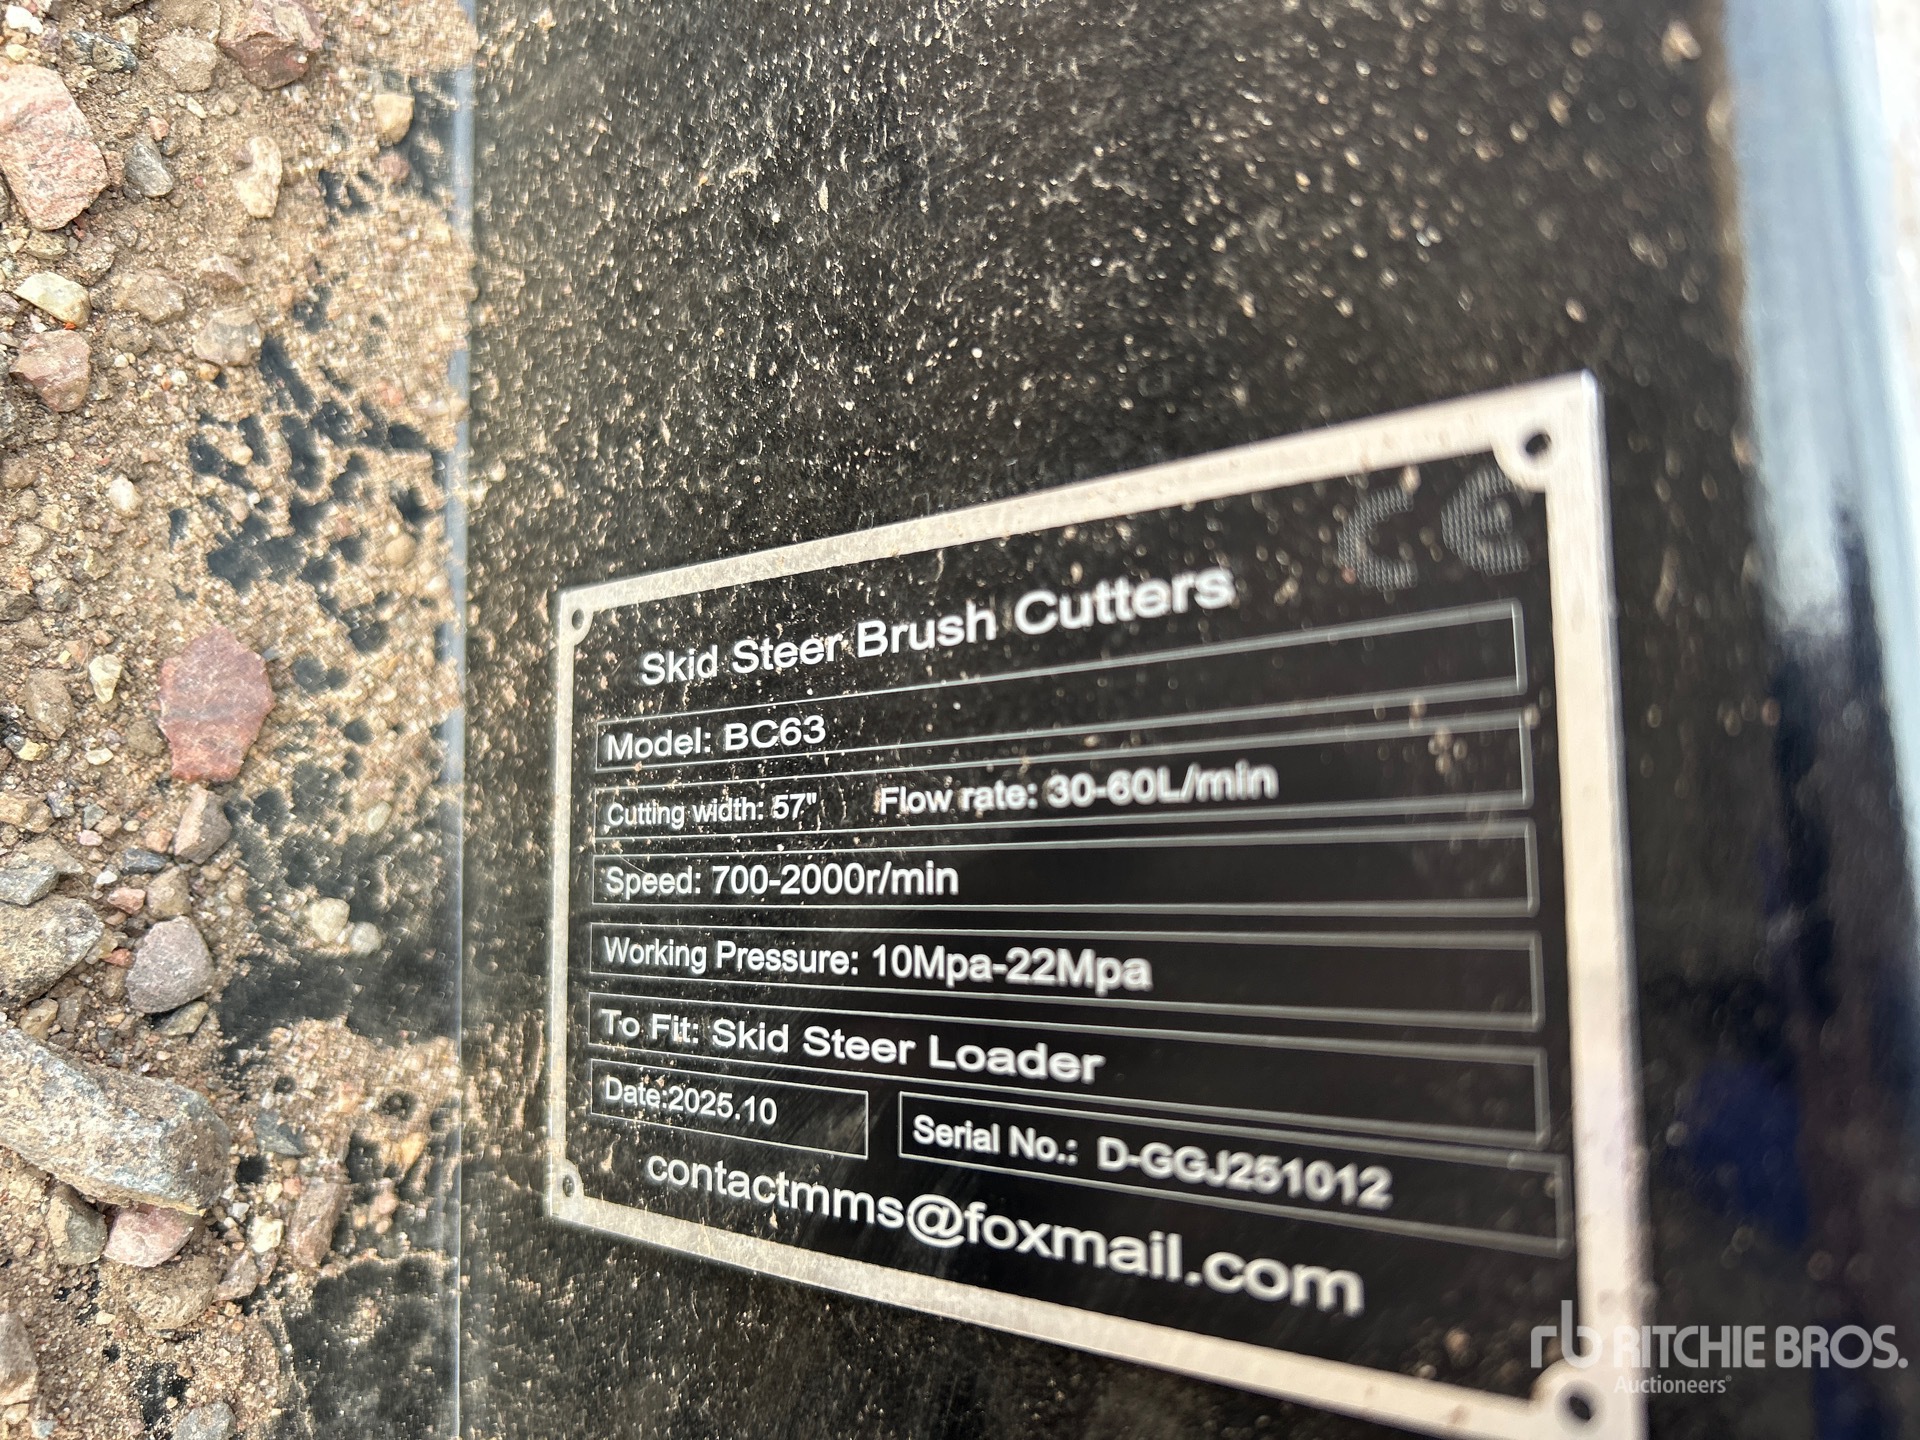 CE
Skid Steer Brush Cutters
Model: BC63
Cutting width: 57" Flow rate: 30-60L/min
Speed: 700-2000r/min
Working Pressure: 10Mpa-22Mpa
To Fit: Skid Steer Loader
Date:2025.10 Serial No.: D-GGJ251012
contactmms@foxmail.com
rb RITCHIE BROS.
Auctioneers®